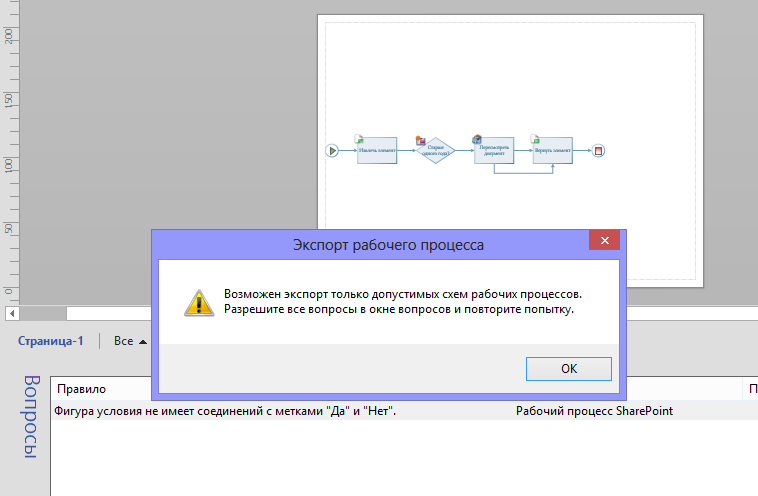 200
150
100
50
0
Извлечь элемент
Старше
одного года?
Пересмотреть
документ
Вернуть элемент
Экспорт рабочего процесса
Возможен экспорт только допустимых схем рабочих процессов.
Разрешите все вопросы в окне вопросов и повторите попытку.
OK
Страница-1
Все
Вопросы
Правило
П
Фигура условия не имеет соединений с метками "Да" и "Нет".
Рабочий процесс SharePoint